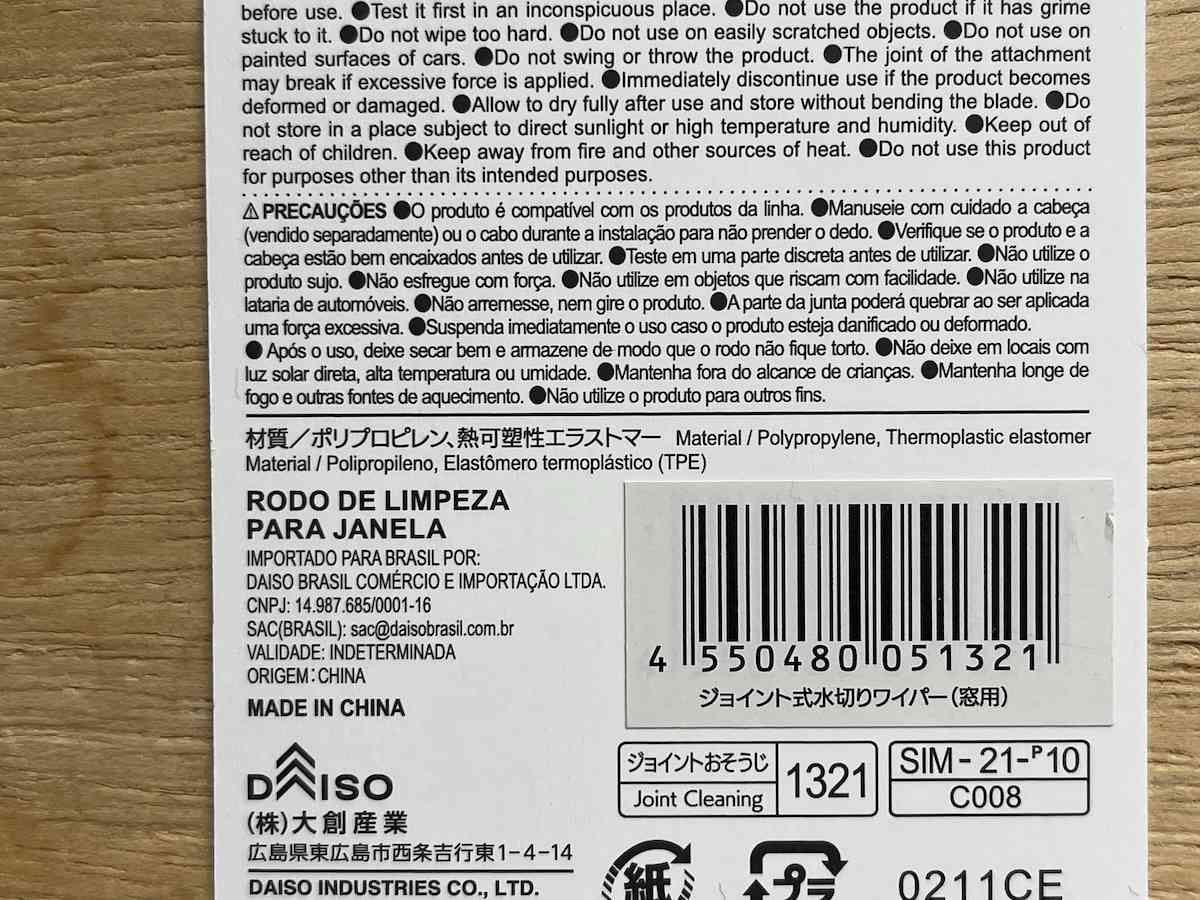 before use. ●Test it first in an inconspicuous place. ●Do not use the product if it has grime
stuck to it. ●Do not wipe too hard. ●Do not use on easily scratched objects. ●Do not use on
painted surfaces of cars. ●Do not swing or throw the product. ●The joint of the attachment
may break if excessive force is applied. ●Immediately discontinue use if the product becomes
deformed or damaged. ●Allow to dry fully after use and store without bending the blade. ●Do
not store in a place subject to direct sunlight or high temperature and humidity. ●Keep out of
reach of children. ●Keep away from fire and other sources of heat. ●Do not use this product
for purposes other than its intended purposes.
⚠PRECAUÇÕES ●O produto é compatível com os produtos da linha. ●Manuseie com cuidado a cabeça
(vendido separadamente) ou o cabo durante a instalação para não prender o dedo. ●Verifique se o produto e a
cabeça estão bem encaixados antes de utilizar. ●Teste em uma parte discreta antes de utilizar. ●Não utilize o
produto sujo. ●Não esfregue com força. ●Não utilize em objetos que riscam com facilidade. ●Não utilize na
lataria de automóveis. ●Não arremesse, nem gire o produto. ●A parte da junta poderá quebrar ao ser aplicada
uma força excessiva. ●Suspenda imediatamente o uso caso o produto esteja danificado ou deformado.
● Após o uso, deixe secar bem e armazene de modo que o rodo não fique torto. ●Não deixe em locais com
luz solar direta, alta temperatura ou umidade. ●Mantenha fora do alcance de crianças. ●Mantenha longe de
fogo e outras fontes de aquecimento. ●Não utilize o produto para outros fins.
材質／ポリプロピレン、熱可塑性エラストマー Material / Polypropylene, Thermoplastic elastomer
Material / Polipropileno, Elastômero termoplástico (TPE)
RODO DE LIMPEZA
PARA JANELA
IMPORTADO PARA BRASIL POR:
DAISO BRASIL COMÉRCIO E IMPORTAÇÃO LTDA.
CNPJ: 14.987.685/0001-16
SAC(BRASIL): sac@daisobrasil.com.br
VALIDADE: INDETERMINADA
ORIGEM:CHINA
MADE IN CHINA
4 550480 051321
ジョイント式水切りワイパー(窓用)
DAISO
(株)大創産業
広島県東広島市西条吉行東1-4-14
DAISO INDUSTRIES CO., LTD.
ジョイントおそうじ
Joint Cleaning
1321
SIM-21-P10
C008
紙
プラ
0211CE